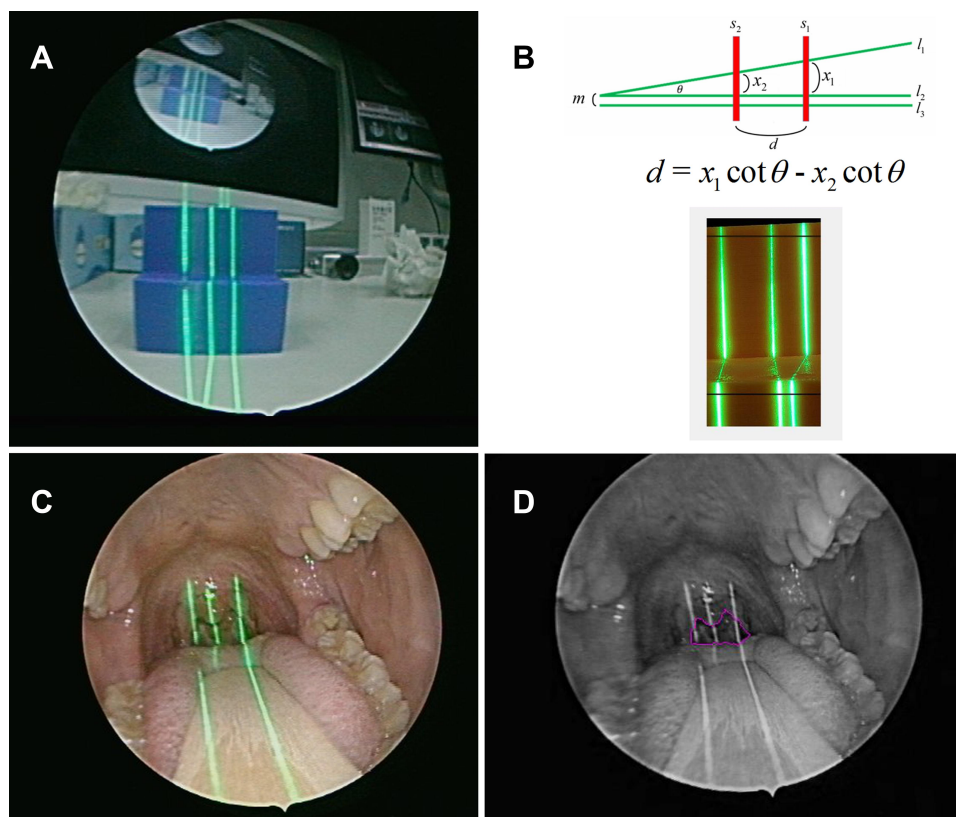 A
B
s₂ s₁
l₁
x₂ x₁
θ
m
l₂
l₃
d
d = x₁ cot θ - x₂ cot θ
C
D